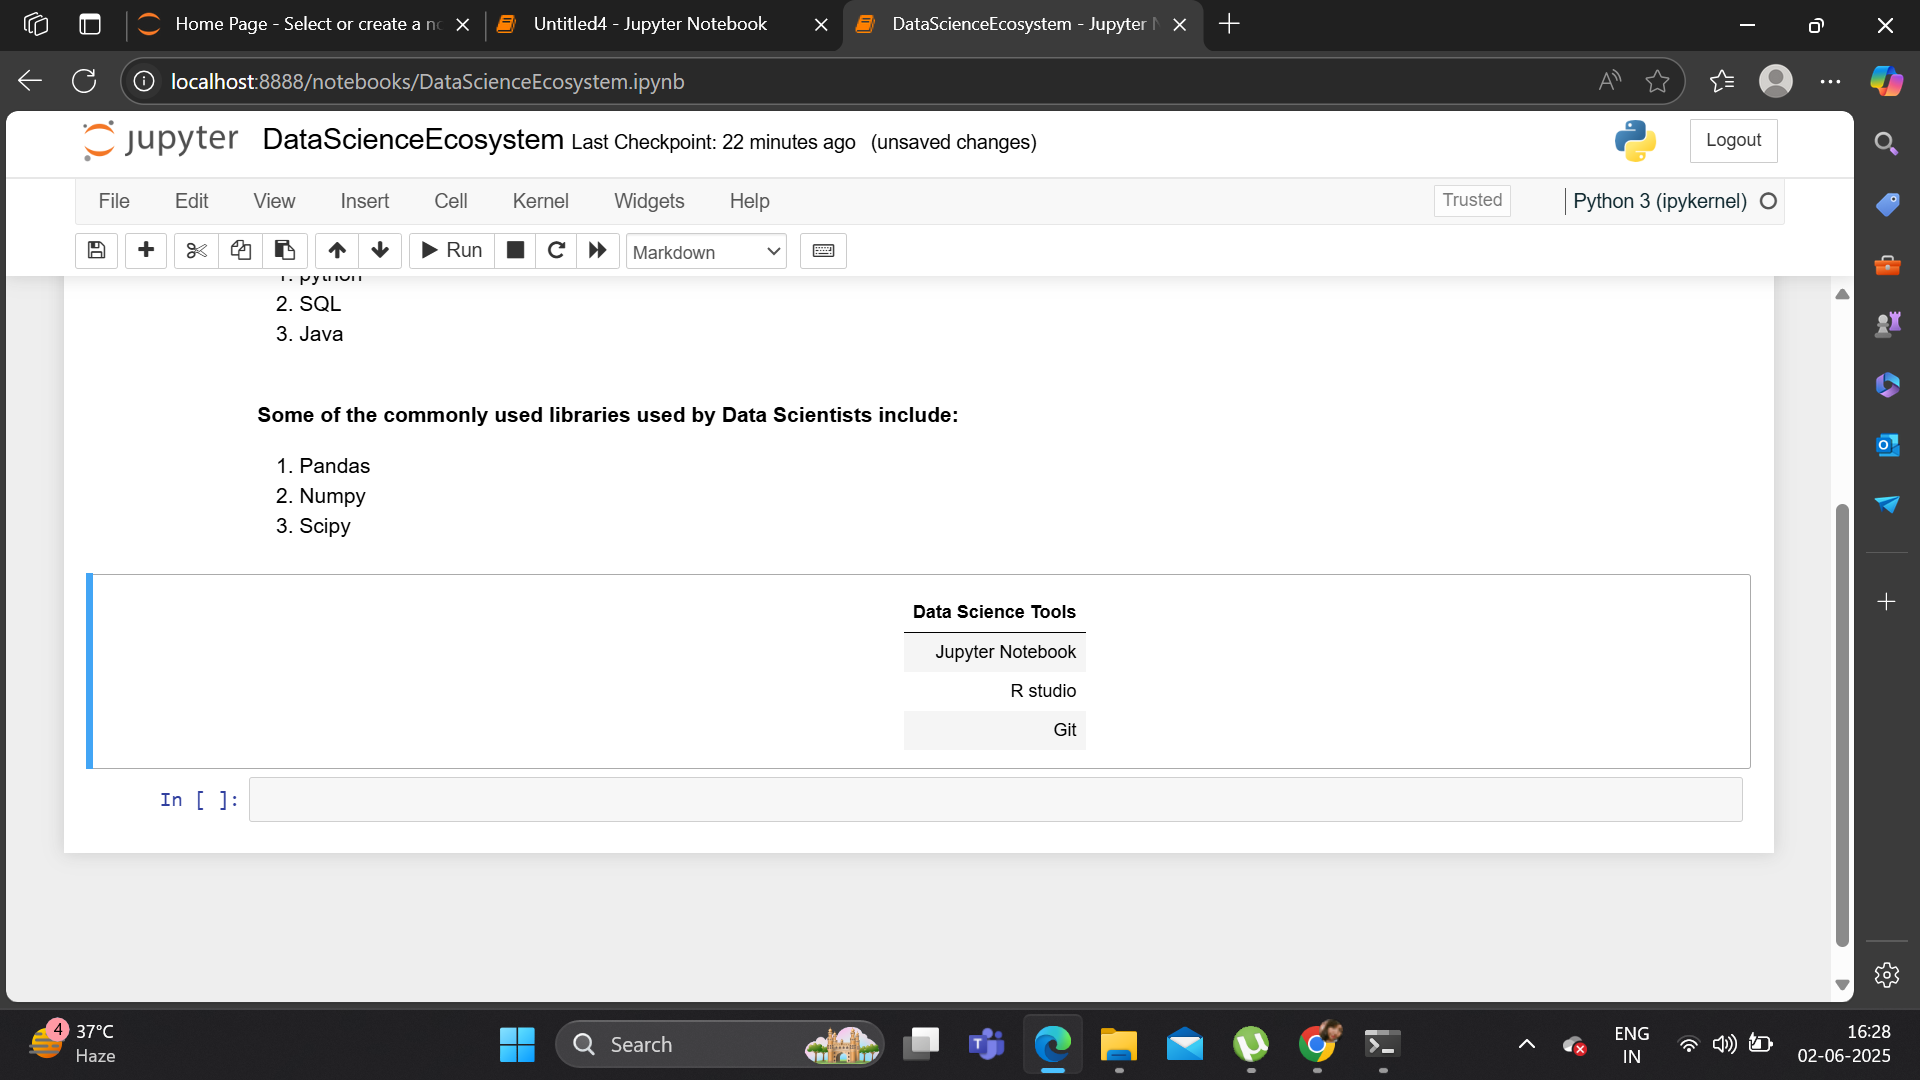 Home Page - Select or create a nc
Untitled4 - Jupyter Notebook
DataScienceEcosystem - Jupyter N
localhost:8888/notebooks/DataScienceEcosystem.ipynb
jupyter DataScienceEcosystem Last Checkpoint: 22 minutes ago (unsaved changes)
Logout
File Edit View Insert Cell Kernel Widgets Help
Trusted
Python 3 (ipykernel)
Run
Markdown
1. python
2. SQL
3. Java
Some of the commonly used libraries used by Data Scientists include:
1. Pandas
2. Numpy
3. Scipy
Data Science Tools
Jupyter Notebook
R studio
Git
In [ ]:
4
37°C
Haze
Search
ENG
IN
16:28
02-06-2025